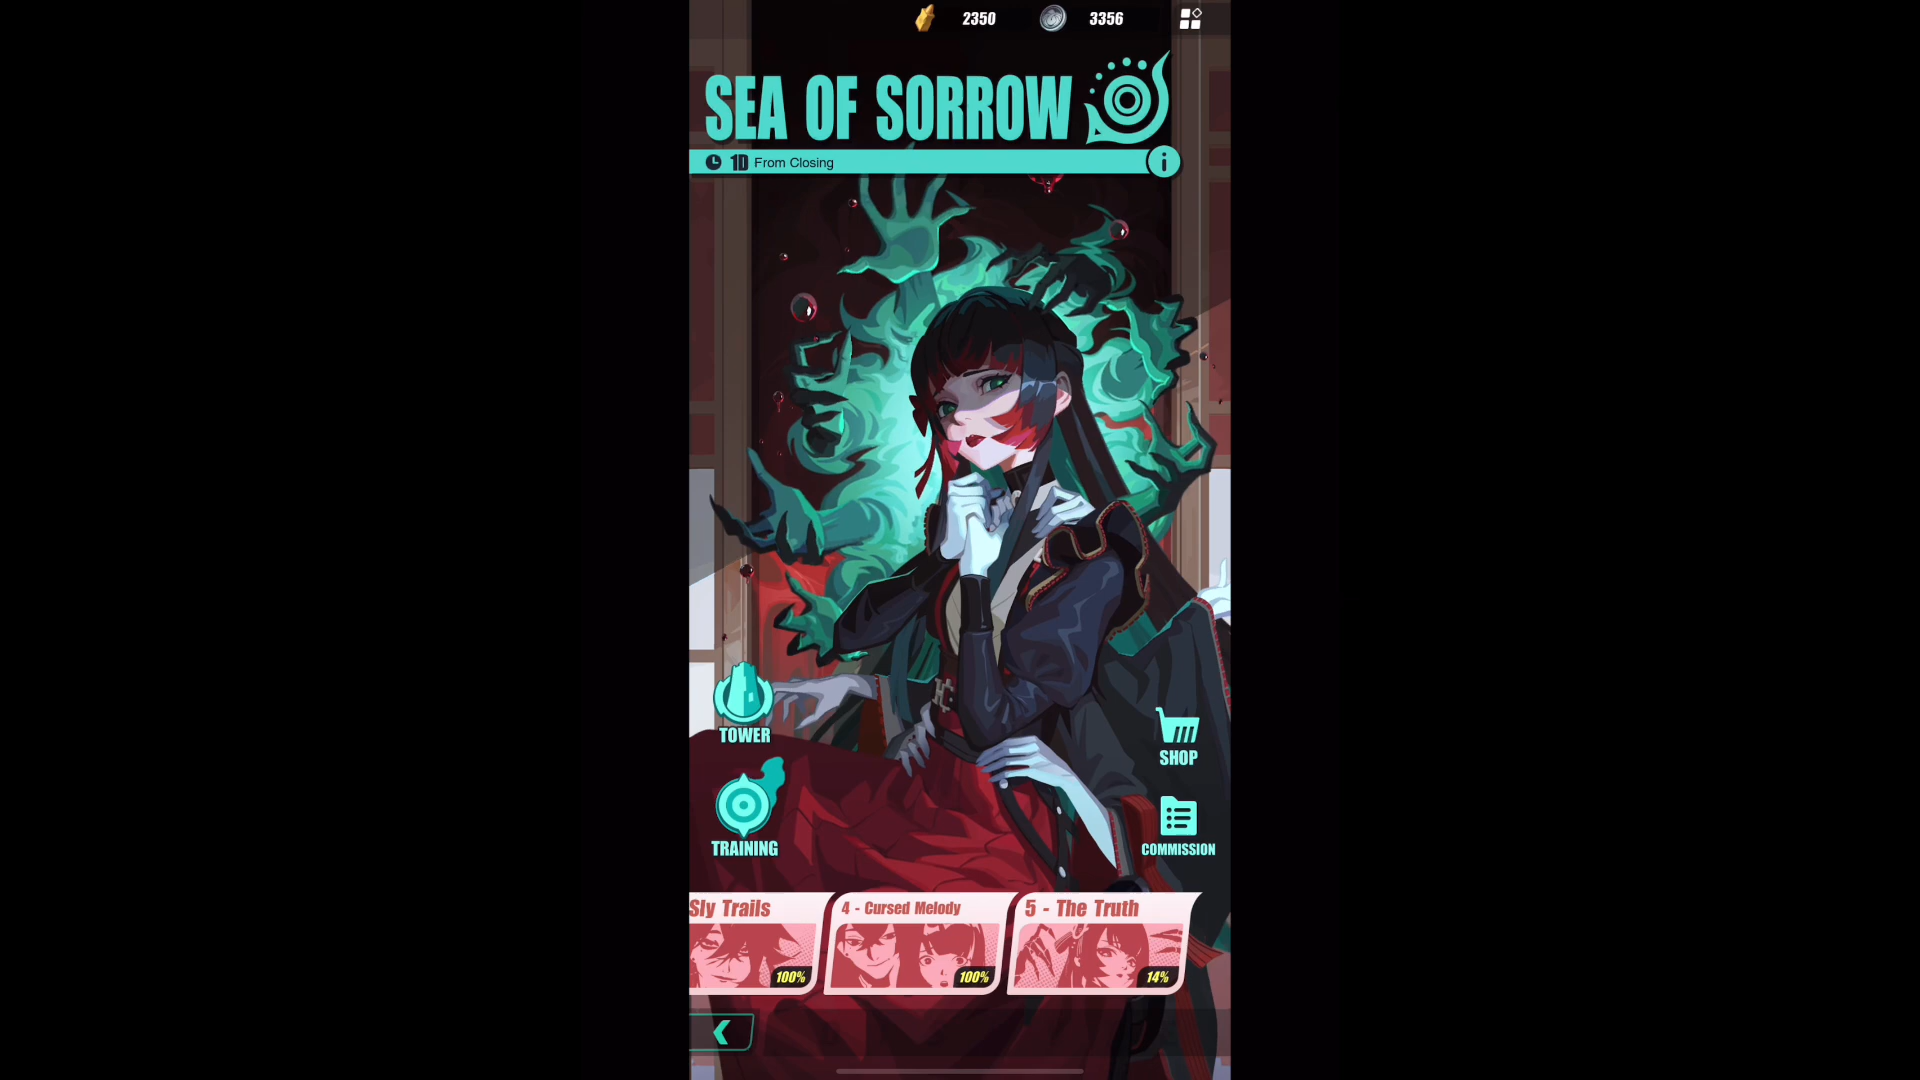 2350 3356
SEA OF SORROW
1D From Closing
TOWER
SHOP
TRAINING
COMMISSION
Sly Trails
4 - Cursed Melody
5 - The Truth
100%
100%
14%